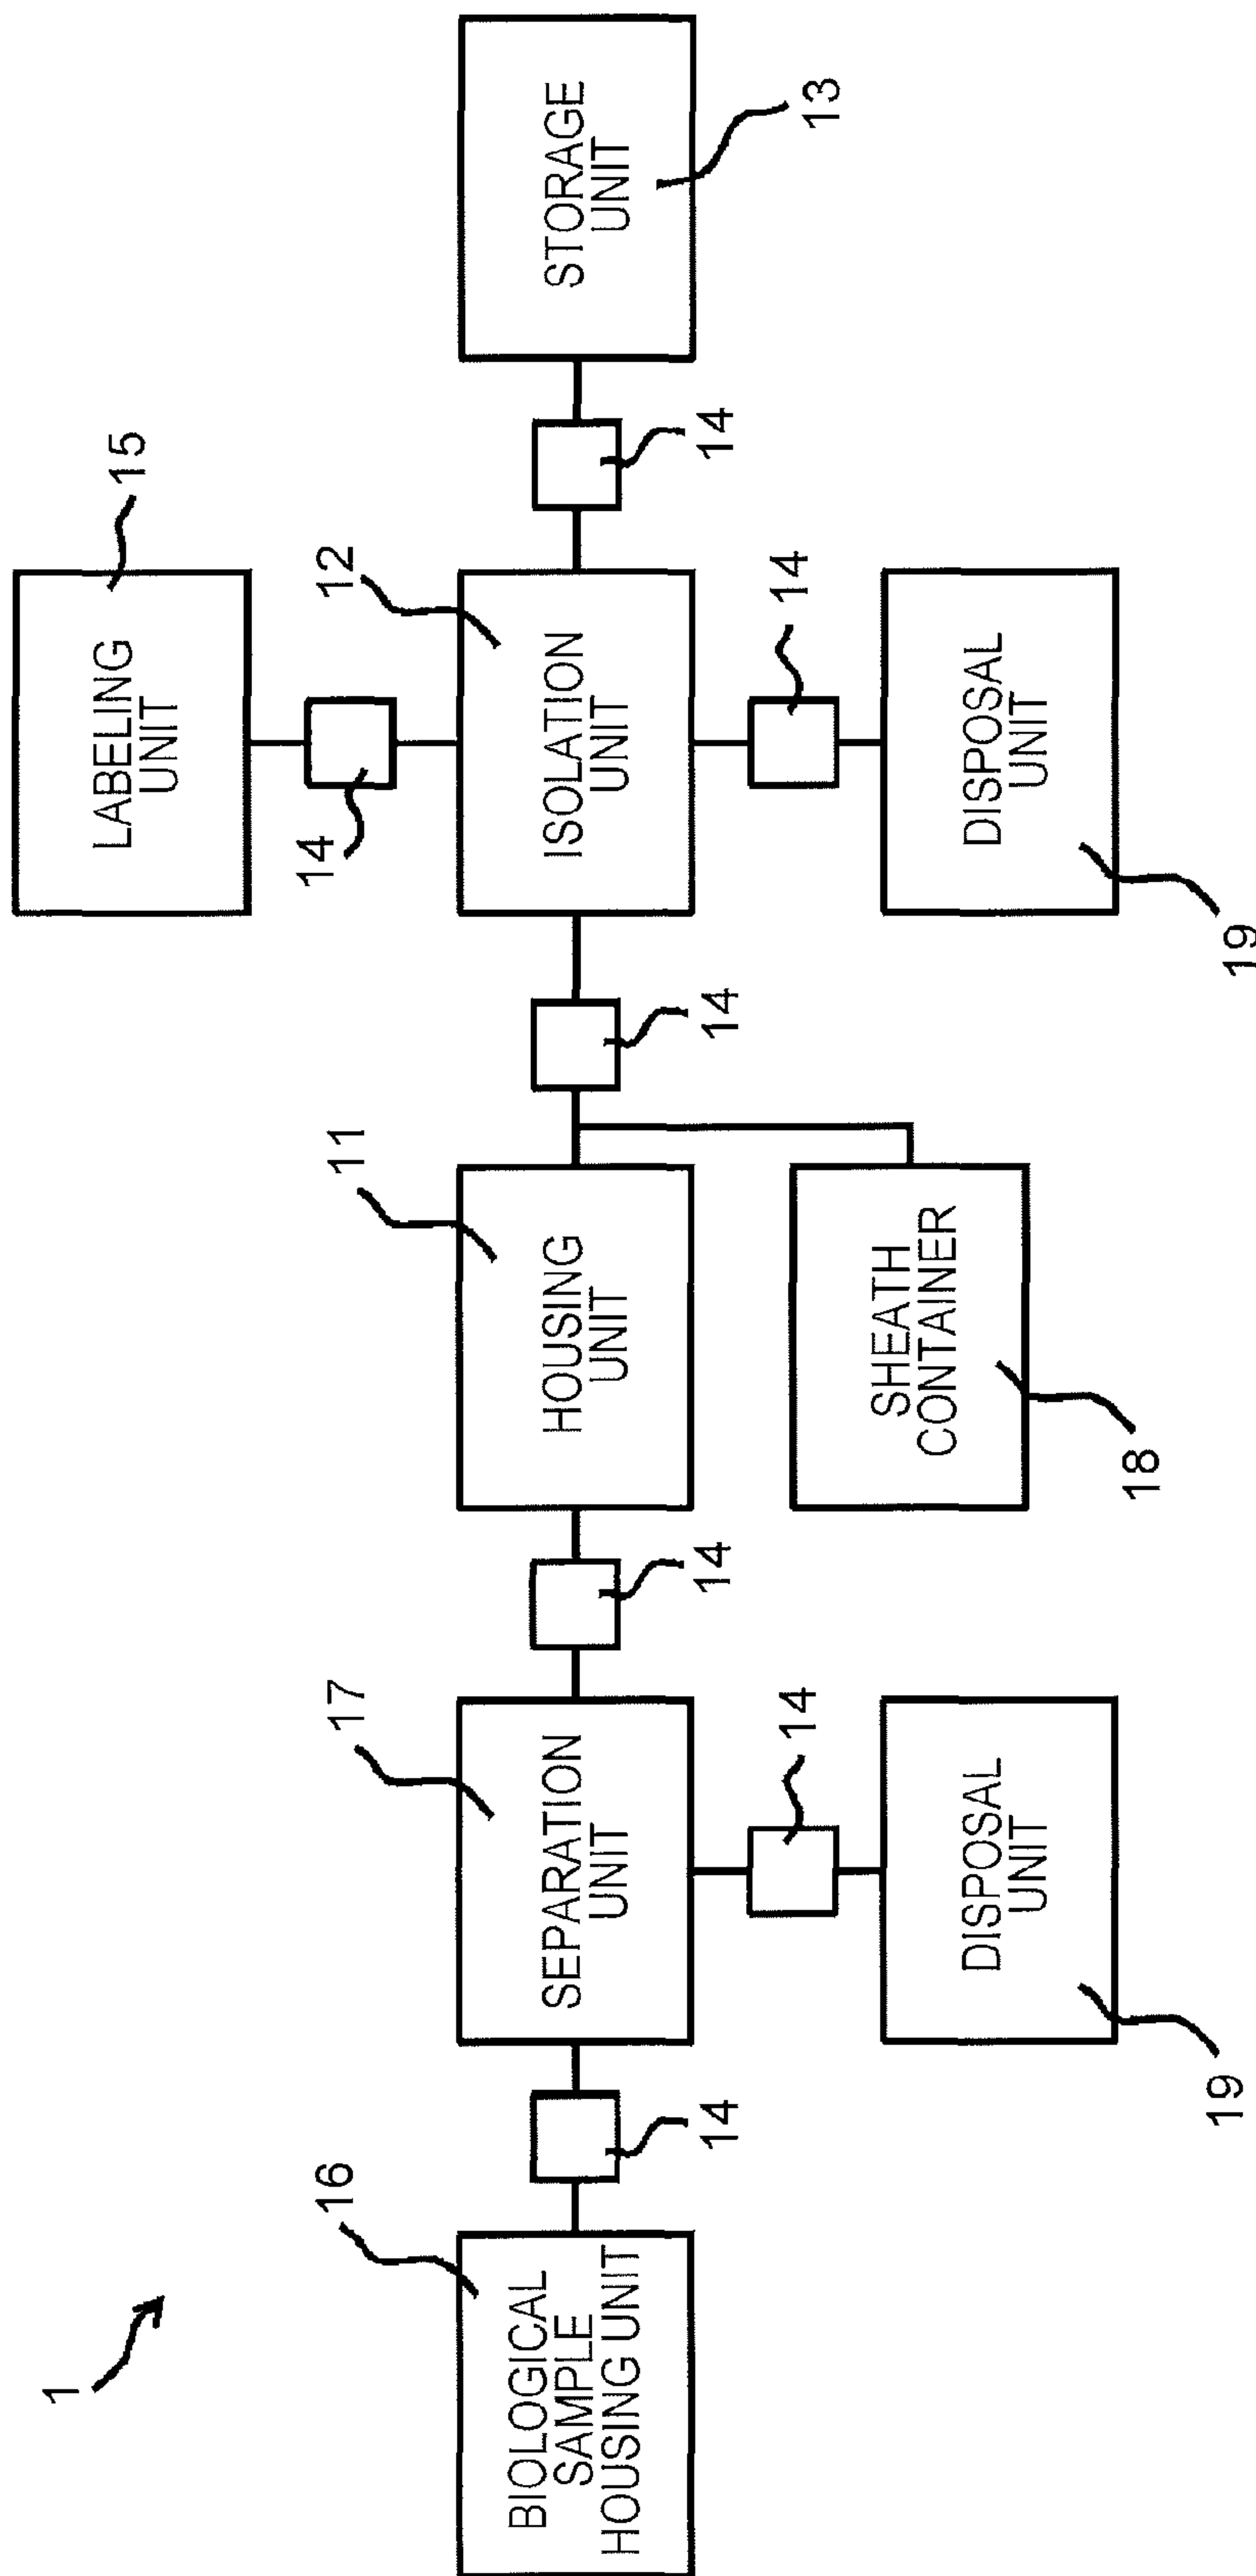 1
16
BIOLOGICAL
SAMPLE
HOUSING UNIT
14
17
SEPARATION
UNIT
14
19
DISPOSAL
UNIT
14
11
HOUSING
UNIT
18
SHEATH
CONTAINER
14
12
ISOLATION
UNIT
14
15
LABELING
UNIT
14
19
DISPOSAL
UNIT
14
13
STORAGE
UNIT